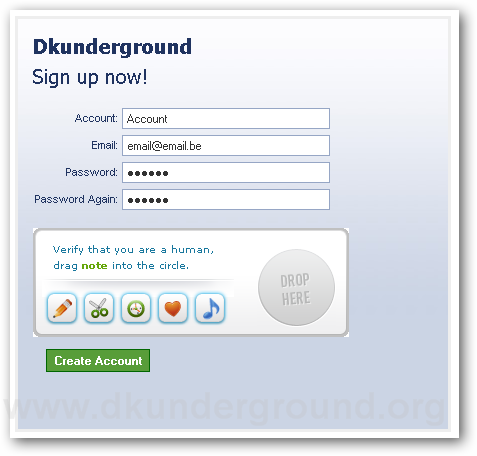 Dkunderground
Sign up now!
Account: Account
Email: email@email.be
Password: ●●●●●●
Password Again: ●●●●●●
Verify that you are a human,
drag note into the circle.
DROP
HERE
Create Account
www.dkunderground.org